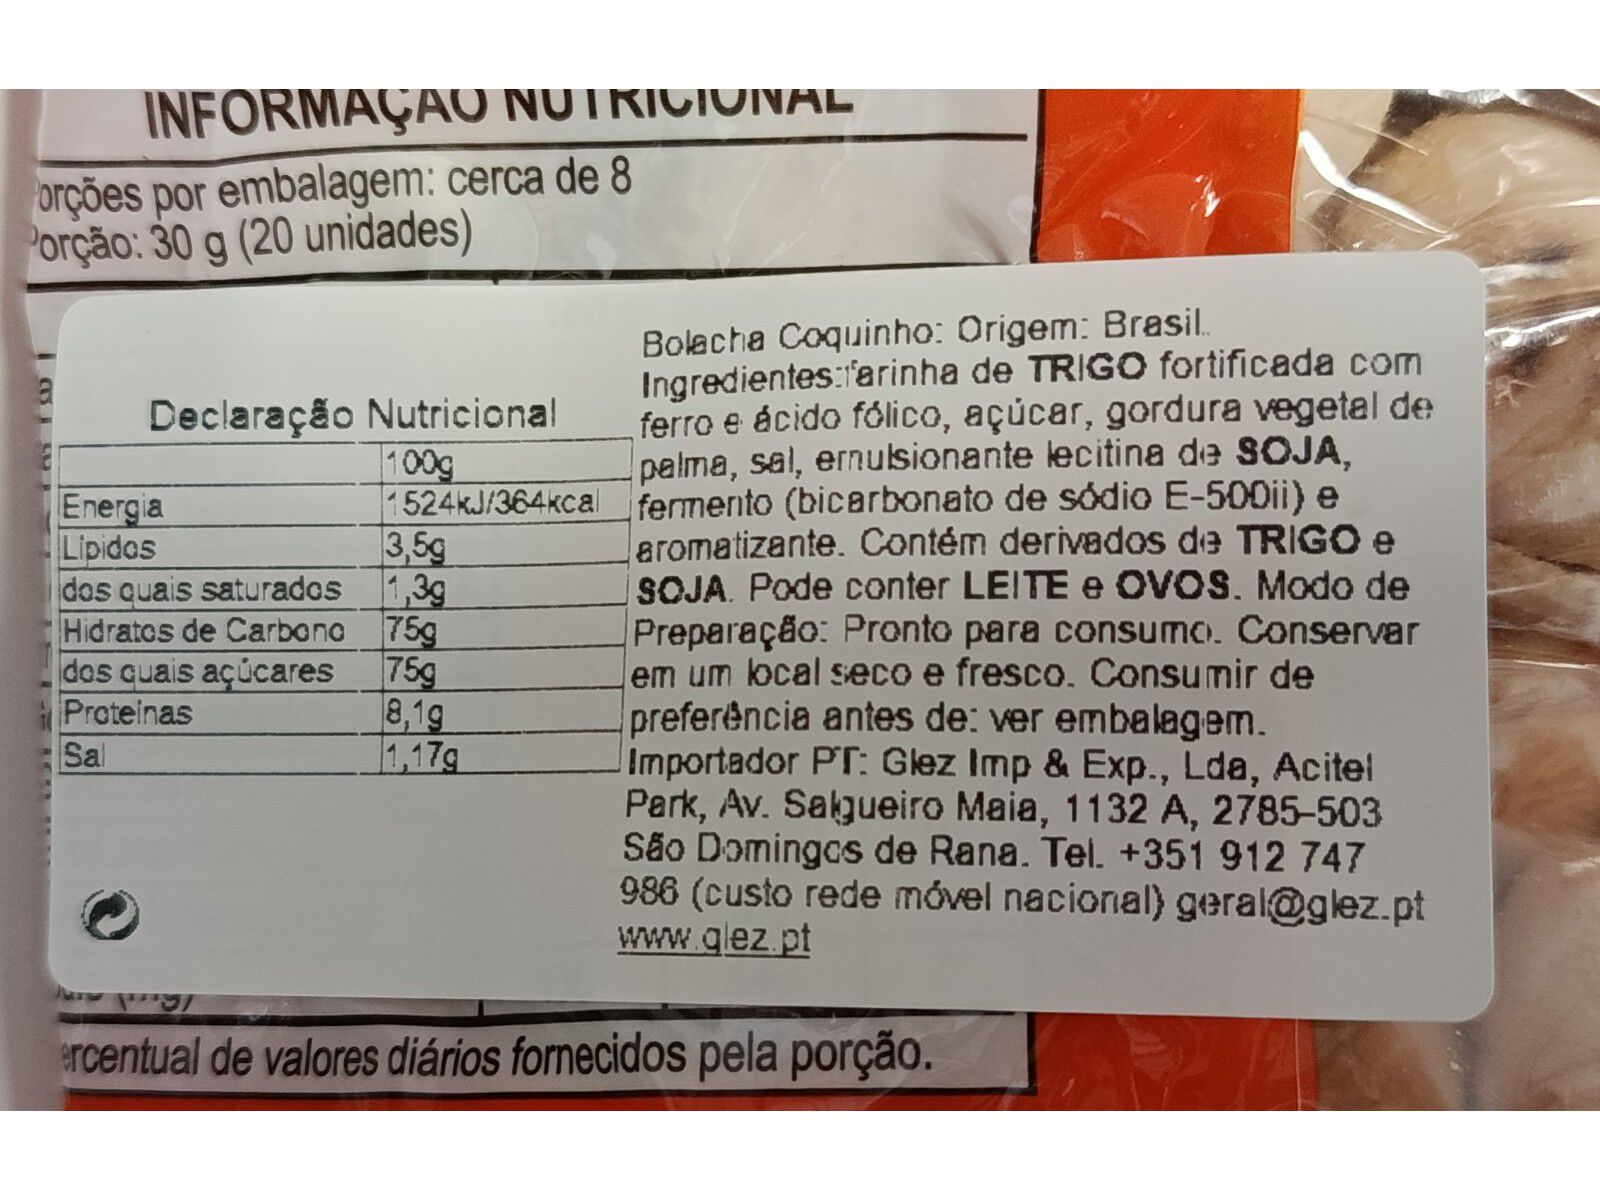 INFORMAÇÃO NUTRICIONAL
Porções por embalagem: cerca de 8
Porção: 30 g (20 unidades)
Declaração Nutricional
100g
Energia 1524kJ/364kcal
Lípidos 3,5g
dos quais saturados 1,3g
Hidratos de Carbono 75g
dos quais açúcares 75g
Proteínas 8,1g
Sal 1,17g
Bolacha Coquinho: Origem: Brasil.
Ingredientes:farinha de TRIGO fortificada com
ferro e ácido fólico, açúcar, gordura vegetal de
palma, sal, emulsionante lecitina de SOJA,
fermento (bicarbonato de sódio E-500ii) e
aromatizante. Contém derivados de TRIGO e
SOJA. Pode conter LEITE e OVOS. Modo de
Preparação: Pronto para consumo. Conservar
em um local seco e fresco. Consumir de
preferência antes de: ver embalagem.
Importador PT: Glez Imp & Exp., Lda, Acitel
Park, Av. Salgueiro Maia, 1132 A, 2785-503
São Domingos de Rana. Tel. +351 912 747
986 (custo rede móvel nacional) geral@glez.pt
www.glez.pt
(mg)
ercentual de valores diários fornecidos pela porção.